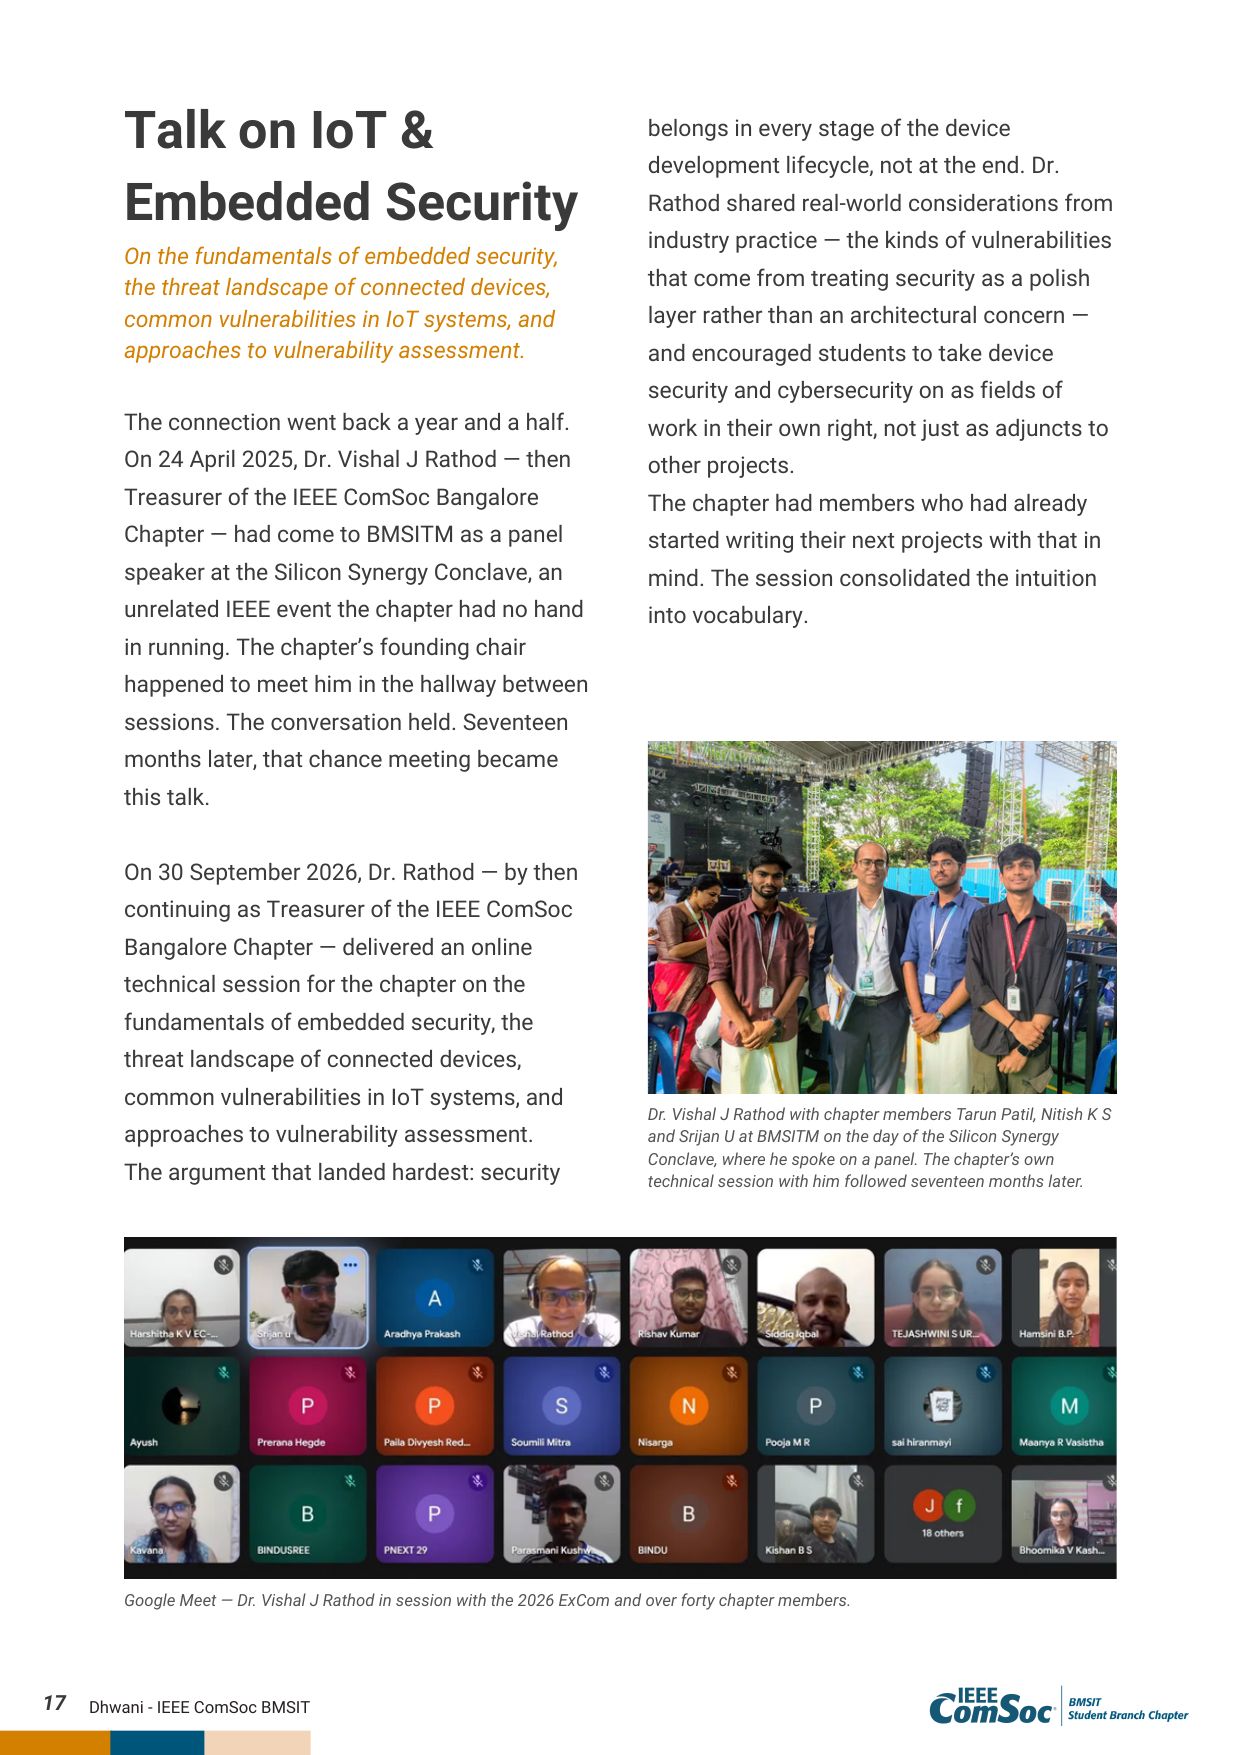 Talk on IoT &
Embedded Security
On the fundamentals of embedded security,
the threat landscape of connected devices,
common vulnerabilities in IoT systems, and
approaches to vulnerability assessment.
The connection went back a year and a half.
On 24 April 2025, Dr. Vishal J Rathod — then
Treasurer of the IEEE ComSoc Bangalore
Chapter — had come to BMSITM as a panel
speaker at the Silicon Synergy Conclave, an
unrelated IEEE event the chapter had no hand
in running. The chapter’s founding chair
happened to meet him in the hallway between
sessions. The conversation held. Seventeen
months later, that chance meeting became
this talk.
On 30 September 2026, Dr. Rathod — by then
continuing as Treasurer of the IEEE ComSoc
Bangalore Chapter — delivered an online
technical session for the chapter on the
fundamentals of embedded security, the
threat landscape of connected devices,
common vulnerabilities in IoT systems, and
approaches to vulnerability assessment.
The argument that landed hardest: security
belongs in every stage of the device
development lifecycle, not at the end. Dr.
Rathod shared real-world considerations from
industry practice — the kinds of vulnerabilities
that come from treating security as a polish
layer rather than an architectural concern —
and encouraged students to take device
security and cybersecurity on as fields of
work in their own right, not just as adjuncts to
other projects.
The chapter had members who had already
started writing their next projects with that in
mind. The session consolidated the intuition
into vocabulary.
Dr. Vishal J Rathod with chapter members Tarun Patil, Nitish K S
and Srijan U at BMSITM on the day of the Silicon Synergy
Conclave, where he spoke on a panel. The chapter’s own
technical session with him followed seventeen months later.
Harshitha K V EC-...
Srijan u
A
Aradhya Prakash
Vishal Rathod
Rishav Kumar
Siddiq Iqbal
TEJASHWINI S UR...
Hamsini B.P.
Ayush
P
Prerana Hegde
P
Paila Divyesh Red...
S
Soumili Mitra
N
Nisarga
P
Pooja M R
sai hiranmayi
M
Maanya R Vasistha
Kavana
B
BINDUSREE
P
PNEXT 29
Parasmani Kushw...
B
BINDU
Kishan B S
J f
18 others
Bhoomika V Kash...
Google Meet — Dr. Vishal J Rathod in session with the 2026 ExCom and over forty chapter members.
17 Dhwani - IEEE ComSoc BMSIT
IEEE
ComSoc
BMSIT
Student Branch Chapter